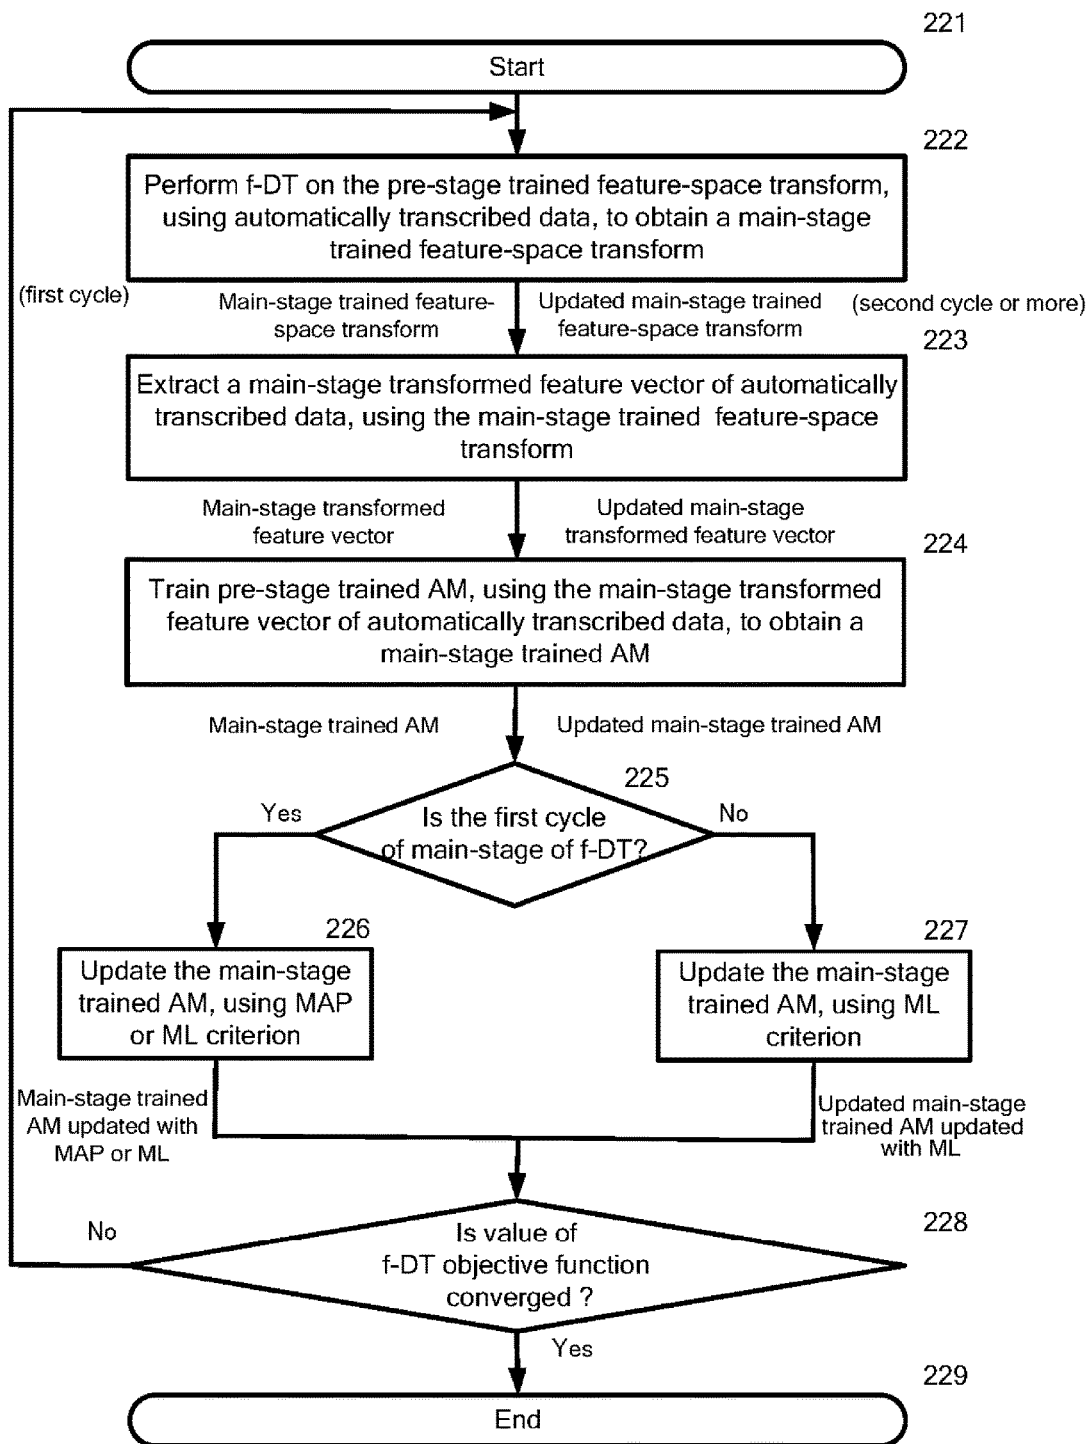 221
Start
222
Perform f-DT on the pre-stage trained feature-space transform,
using automatically transcribed data, to obtain a main-stage
trained feature-space transform
(first cycle)
Main-stage trained feature-
space transform
Updated main-stage trained
feature-space transform
(second cycle or more)
223
Extract a main-stage transformed feature vector of automatically
transcribed data, using the main-stage trained feature-space
transform
Main-stage transformed
feature vector
Updated main-stage
transformed feature vector
224
Train pre-stage trained AM, using the main-stage transformed
feature vector of automatically transcribed data, to obtain a
main-stage trained AM
Main-stage trained AM
Updated main-stage trained AM
225
Yes
Is the first cycle
of main-stage of f-DT?
No
226
Update the main-stage
trained AM, using MAP
or ML criterion
227
Update the main-stage
trained AM, using ML
criterion
Main-stage trained
AM updated with
MAP or ML
Updated main-stage
trained AM updated
with ML
No
228
Is value of
f-DT objective function
converged ?
Yes
229
End